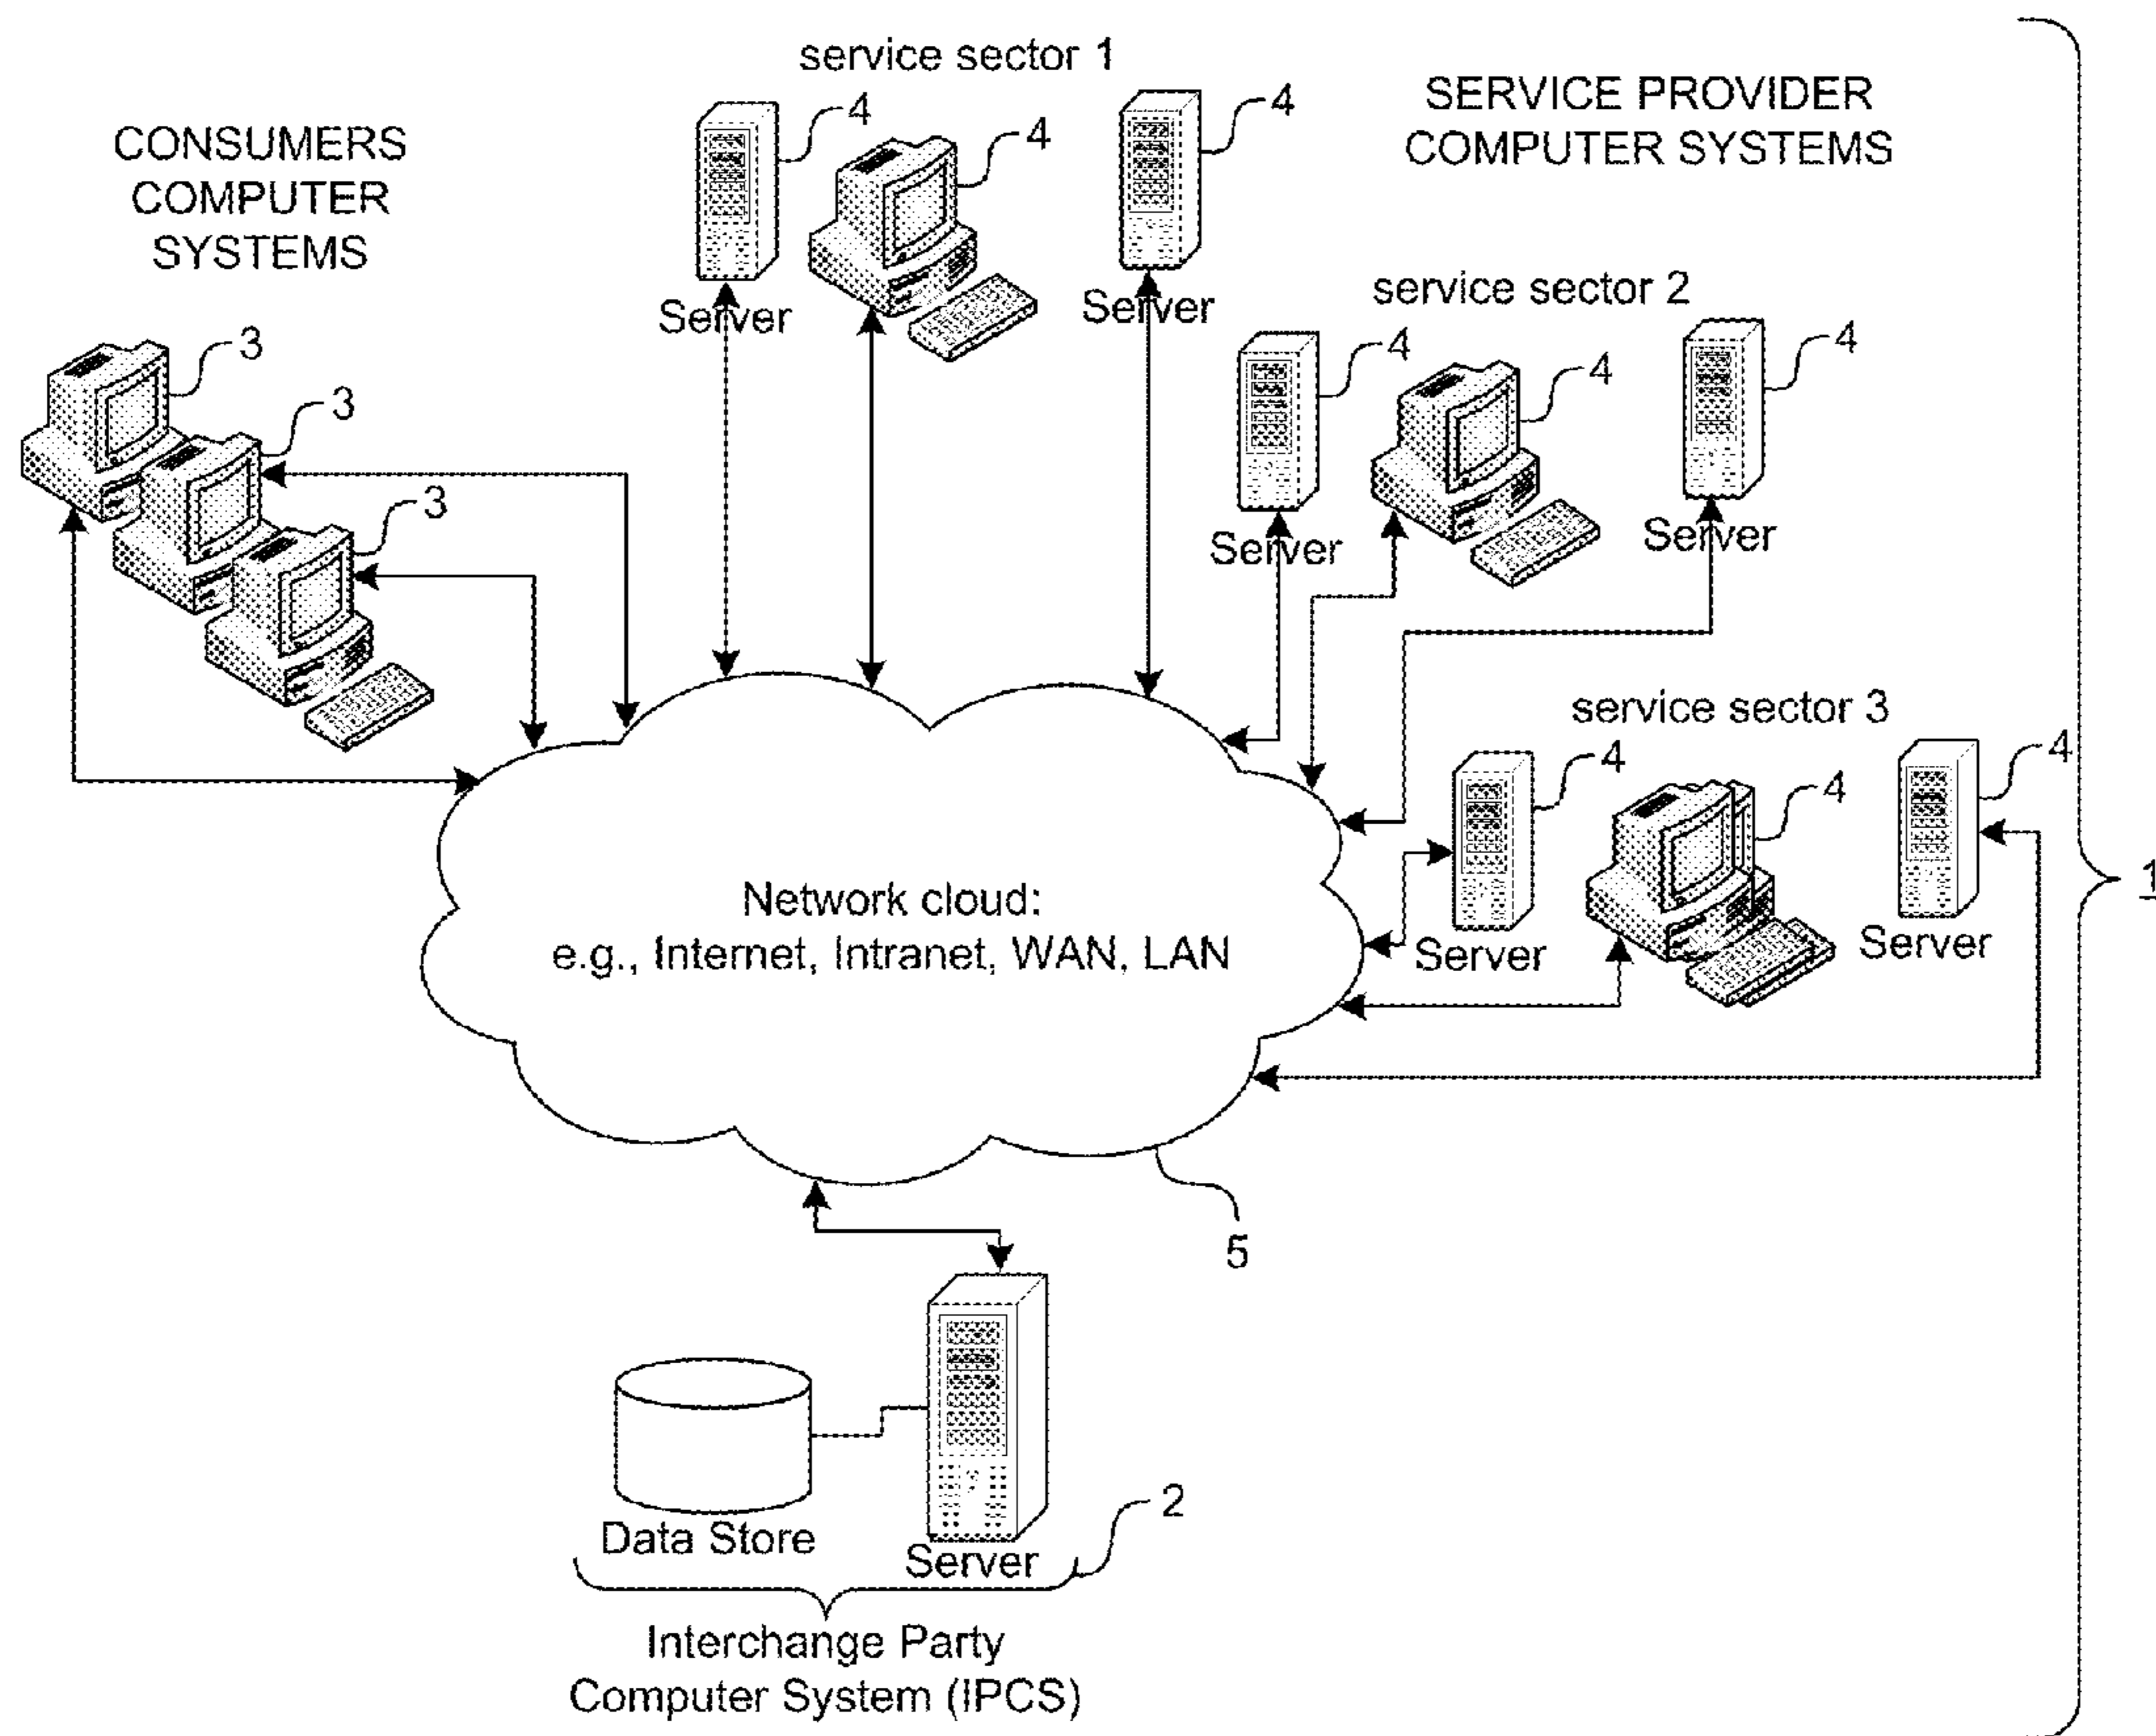 service sector 1
SERVICE PROVIDER
COMPUTER SYSTEMS
CONSUMERS
COMPUTER
SYSTEMS
4
4
4
Server
Server
service sector 2
4
4
4
Server
Server
3
3
3
service sector 3
4
4
4
Server
Server
1
Network cloud:
e.g., Internet, Intranet, WAN, LAN
5
Data Store
Server
2
Interchange Party
Computer System (IPCS)